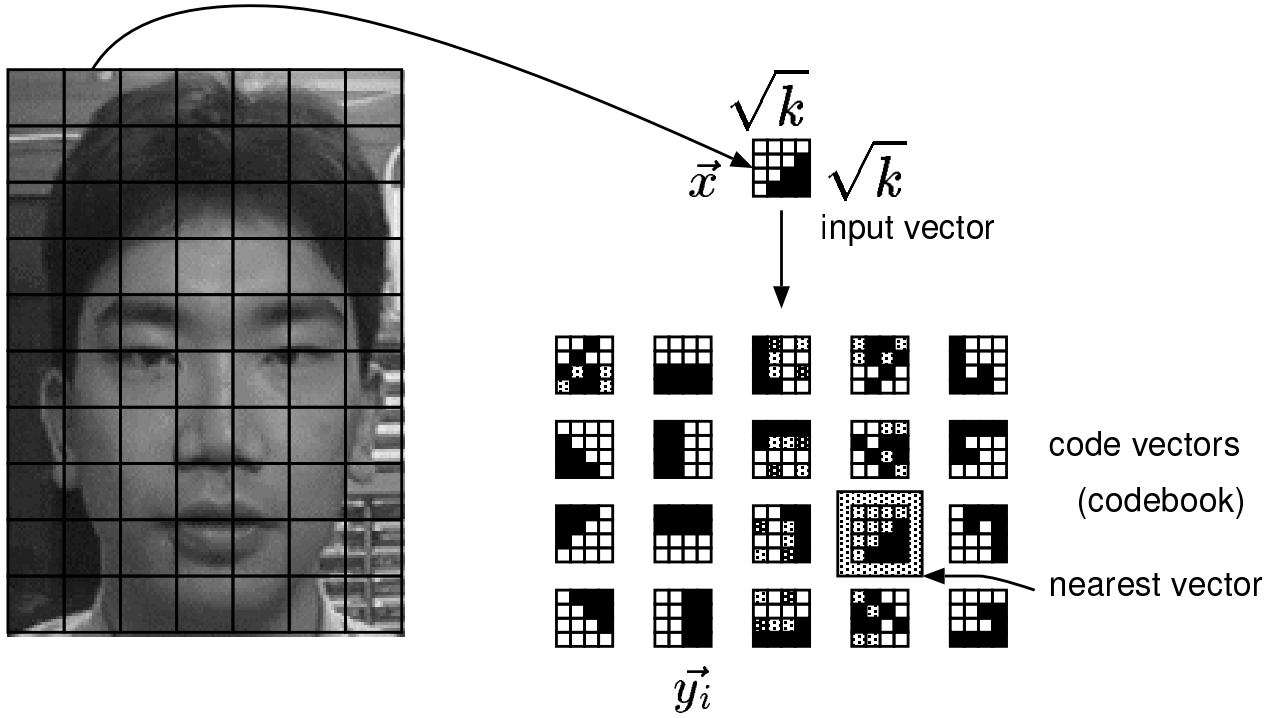 √k
x⃗
√k
input vector
code vectors
(codebook)
nearest vector
y⃗ᵢ